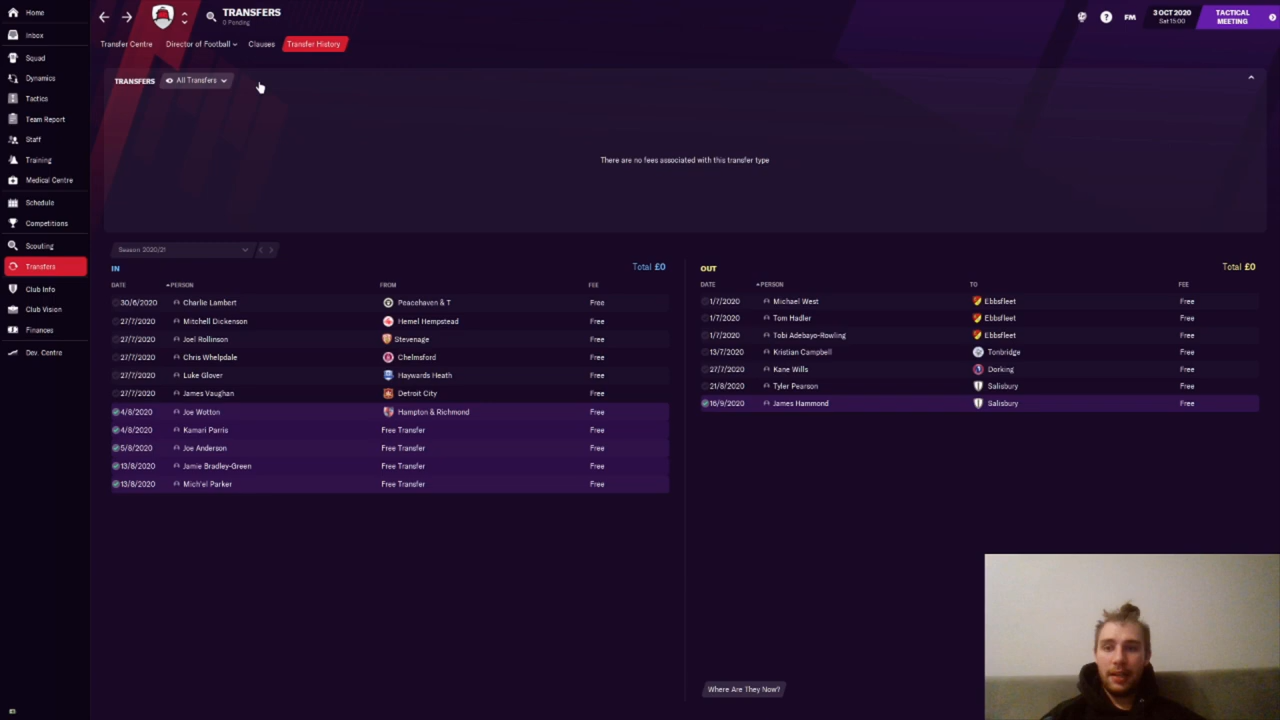 Home
TRANSFERS
0 Pending
FM
3 OCT 2020
Sat 15:00
TACTICAL
MEETING
Inbox
Transfer Centre
Director of Football
Clauses
Transfer History
Squad
Dynamics
Tactics
Team Report
Staff
Training
Medical Centre
Schedule
Competitions
Scouting
Transfers
Club Info
Club Vision
Finances
Dev. Centre
TRANSFERS
All Transfers
There are no fees associated with this transfer type
Season 2020/21
IN
Total £0
DATE PERSON FROM FEE
30/6/2020 Charlie Lambert Peacehaven & T Free
27/7/2020 Mitchell Dickenson Hemel Hempstead Free
27/7/2020 Joel Rollinson Stevenage Free
27/7/2020 Chris Whelpdale Chelmsford Free
27/7/2020 Luke Glover Haywards Heath Free
27/7/2020 James Vaughan Detroit City Free
4/8/2020 Joe Wotton Hampton & Richmond Free
4/8/2020 Kamari Parris Free Transfer Free
5/8/2020 Joe Anderson Free Transfer Free
13/8/2020 Jamie Bradley-Green Free Transfer Free
13/8/2020 Mich'el Parker Free Transfer Free
OUT
Total £0
DATE PERSON TO FEE
1/7/2020 Michael West Ebbsfleet Free
1/7/2020 Tom Hadler Ebbsfleet Free
1/7/2020 Tobi Adebayo-Rowling Ebbsfleet Free
13/7/2020 Kristian Campbell Tonbridge Free
27/7/2020 Kane Wills Dorking Free
21/8/2020 Tyler Pearson Salisbury Free
16/9/2020 James Hammond Salisbury Free
Where Are They Now?